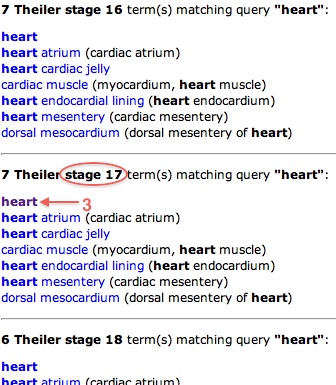 7 Theiler stage 16 term(s) matching query "heart":
heart
heart atrium (cardiac atrium)
heart cardiac jelly
cardiac muscle (myocardium, heart muscle)
heart endocardial lining (heart endocardium)
heart mesentery (cardiac mesentery)
dorsal mesocardium (dorsal mesentery of heart)
7 Theiler stage 17 term(s) matching query "heart":
heart 3
heart atrium (cardiac atrium)
heart cardiac jelly
cardiac muscle (myocardium, heart muscle)
heart endocardial lining (heart endocardium)
heart mesentery (cardiac mesentery)
dorsal mesocardium (dorsal mesentery of heart)
6 Theiler stage 18 term(s) matching query "heart":
heart
heart atrium (cardiac atrium)